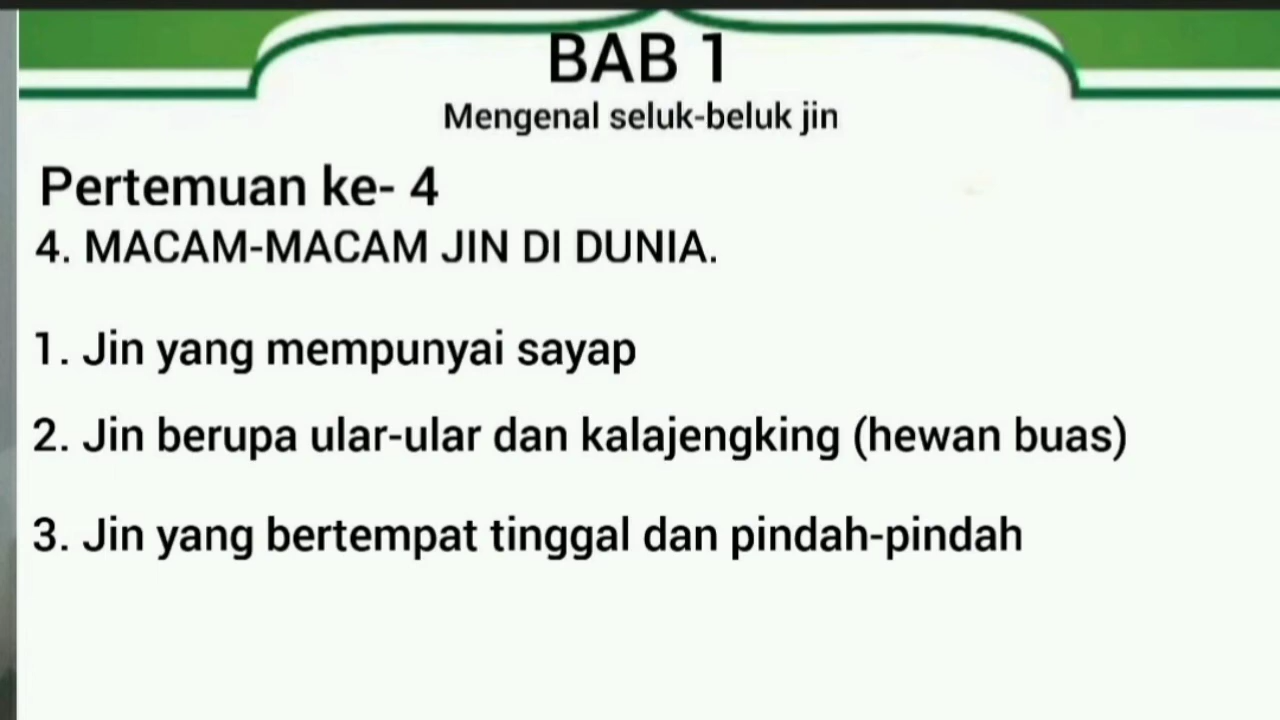 BAB 1
Mengenal seluk-beluk jin
Pertemuan ke- 4
4. MACAM-MACAM JIN DI DUNIA.
1. Jin yang mempunyai sayap
2. Jin berupa ular-ular dan kalajengking (hewan buas)
3. Jin yang bertempat tinggal dan pindah-pindah